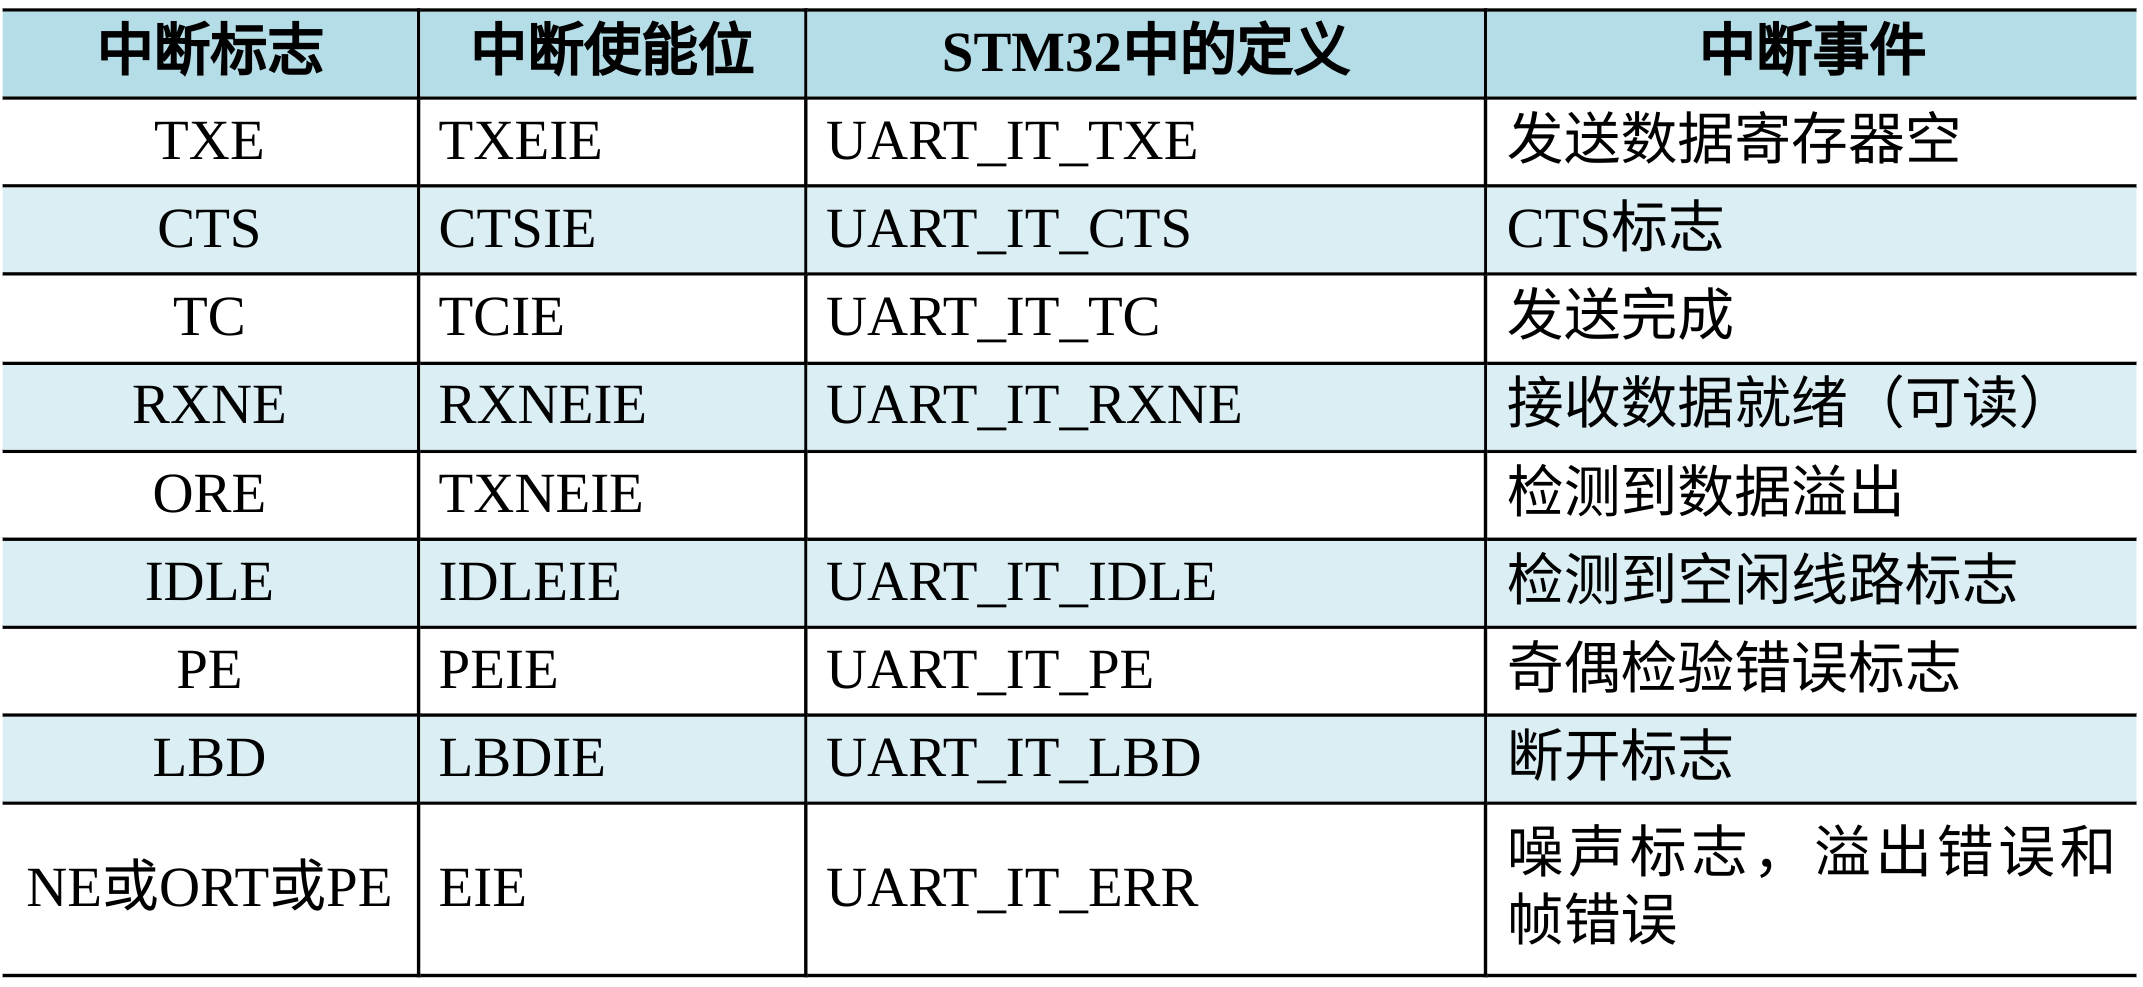 中断标志 中断使能位 STM32中的定义 中断事件
TXE TXEIE UART_IT_TXE 发送数据寄存器空
CTS CTSIE UART_IT_CTS CTS标志
TC TCIE UART_IT_TC 发送完成
RXNE RXNEIE UART_IT_RXNE 接收数据就绪（可读）
ORE TXNEIE 检测到数据溢出
IDLE IDLEIE UART_IT_IDLE 检测到空闲线路标志
PE PEIE UART_IT_PE 奇偶检验错误标志
LBD LBDIE UART_IT_LBD 断开标志
NE或ORT或PE EIE UART_IT_ERR 噪声标志，溢出错误和
帧错误